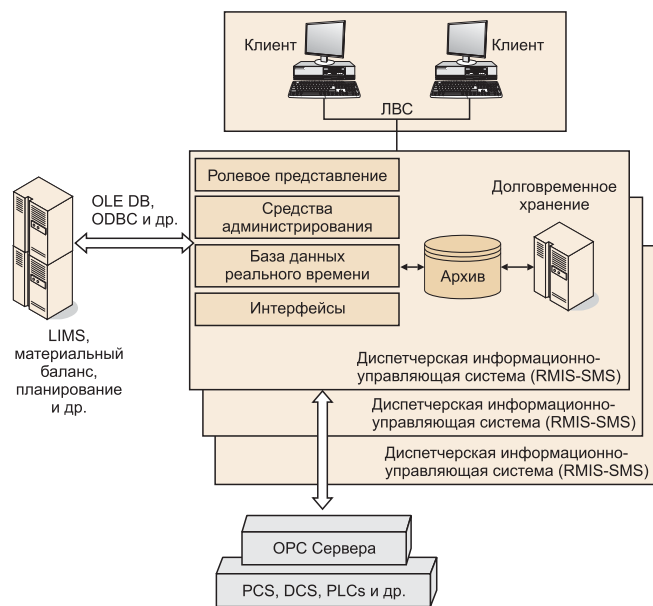 Клиент
Клиент
ЛВС
Ролевое представление
Средства
администрирования
База данных
реального времени
Интерфейсы
Архив
Долговременное
хранение
OLE DB,
ODBC и др.
LIMS,
материальный
баланс,
планирование
и др.
Диспетчерская информационно-
управляющая система (RMIS-SMS)
Диспетчерская информационно-
управляющая система (RMIS-SMS)
Диспетчерская информационно-
управляющая система (RMIS-SMS)
OPC Сервера
PCS, DCS, PLCs и др.